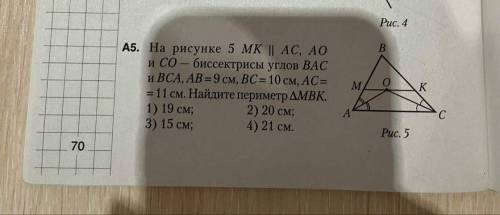 Рис. 4
А5. На рисунке 5 MK || AC, AO
и CO — биссектрисы углов BAC
и BCA, AB = 9 см, BC = 10 см, AC =
= 11 см. Найдите периметр ΔMBK.
1) 19 см; 2) 20 см;
3) 15 см; 4) 21 см.
B
M O K
A C
Рис. 5
70